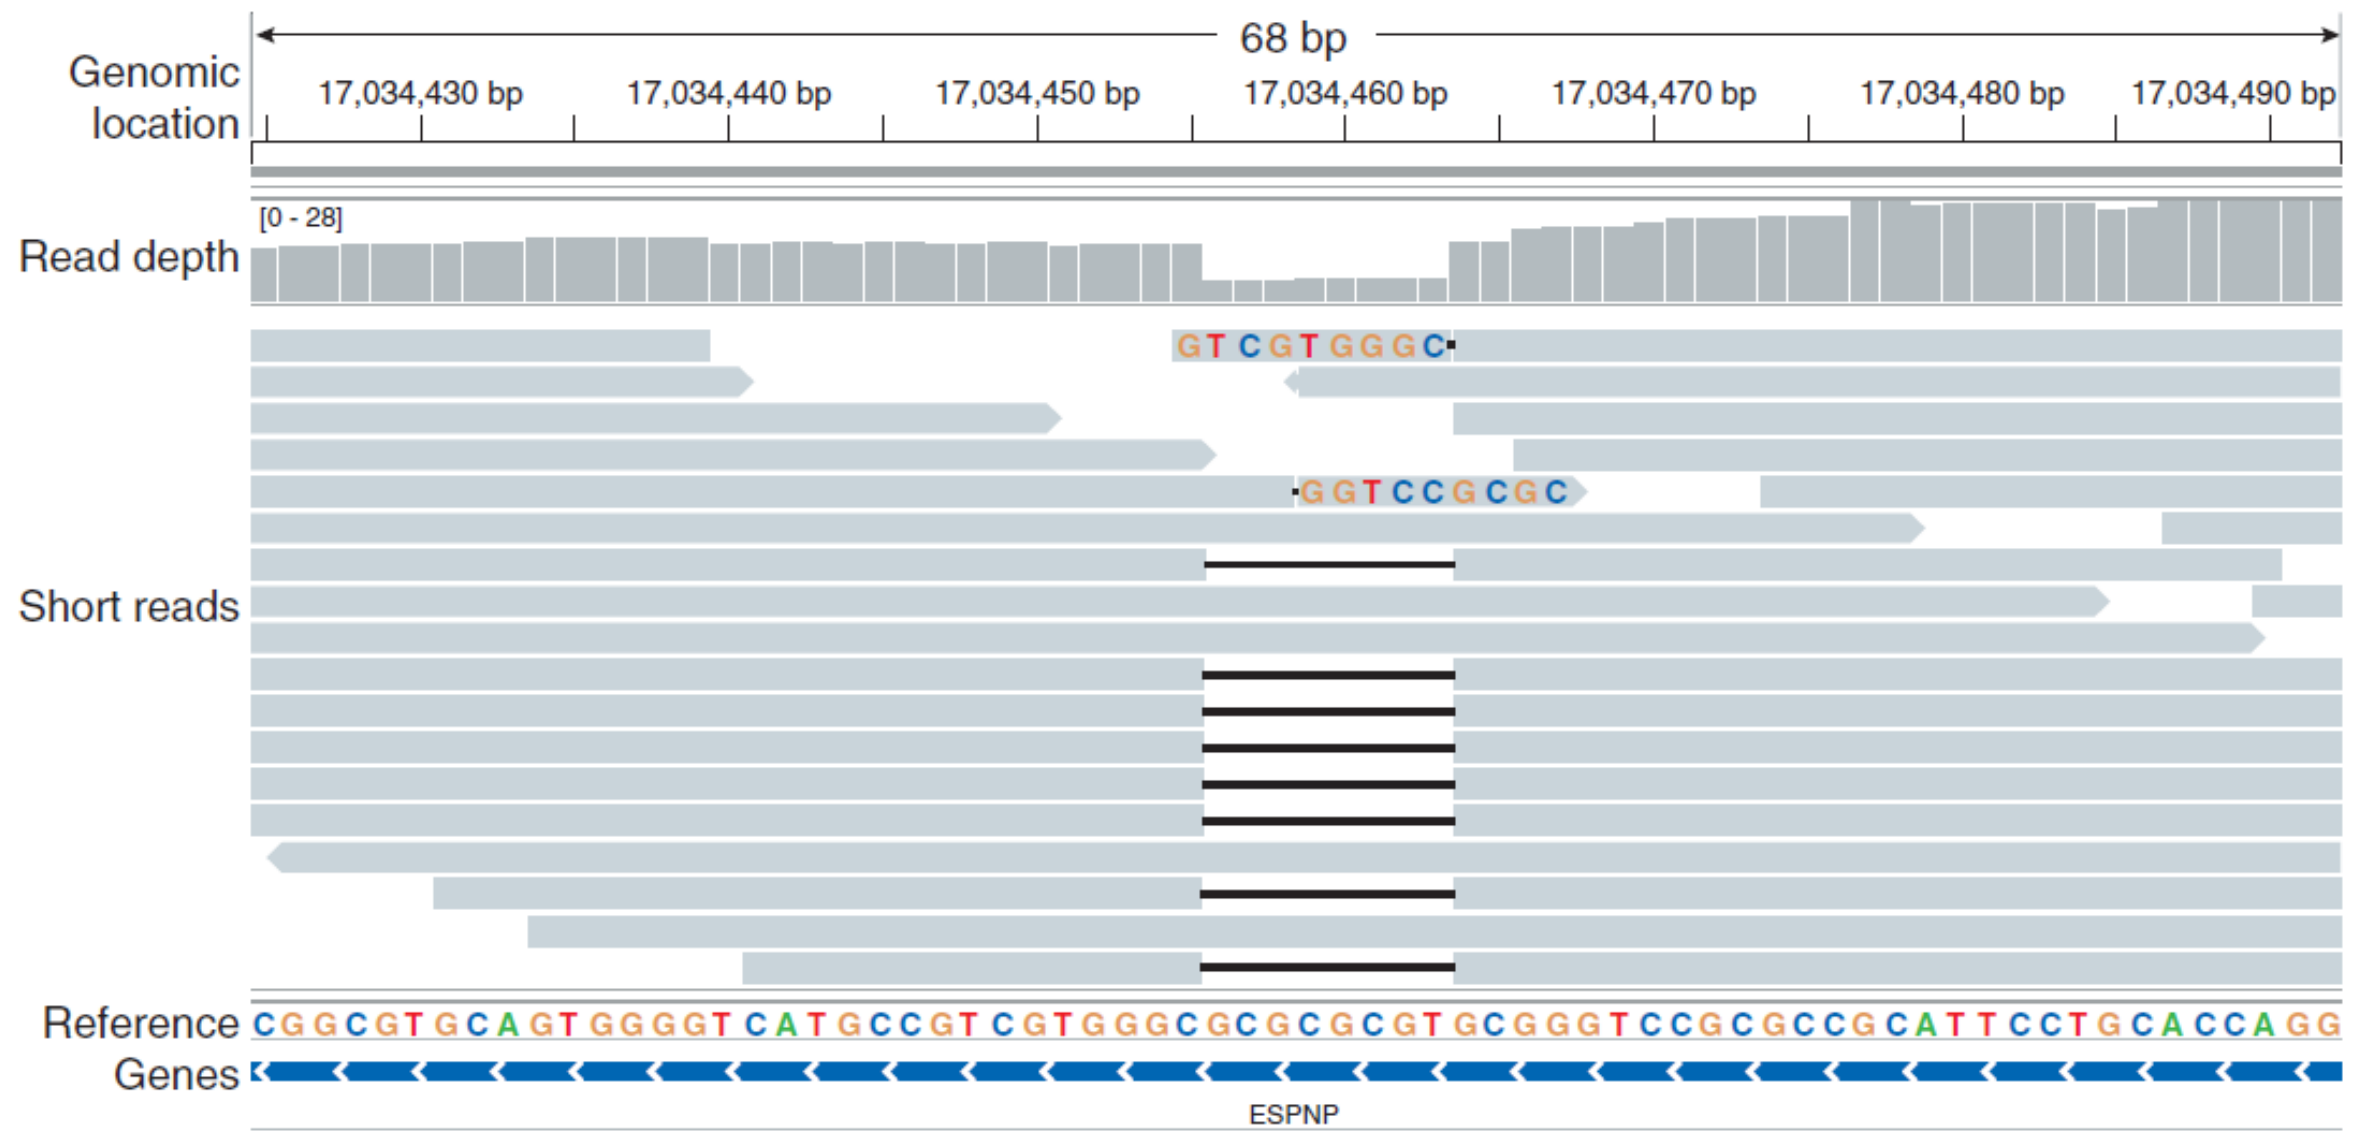 68 bp
Genomic location
17,034,430 bp 17,034,440 bp 17,034,450 bp 17,034,460 bp 17,034,470 bp 17,034,480 bp 17,034,490 bp
[0 - 28]
Read depth
GTCGTGGGC
GGTCCGCGC
Short reads
Reference CGGCGTGCAGTGGGGTCATGCCGTCGTGGGCGCGCGCGTGCGGGTCCGCGCCGCATTCCTGCACCAGG
Genes
ESPNP